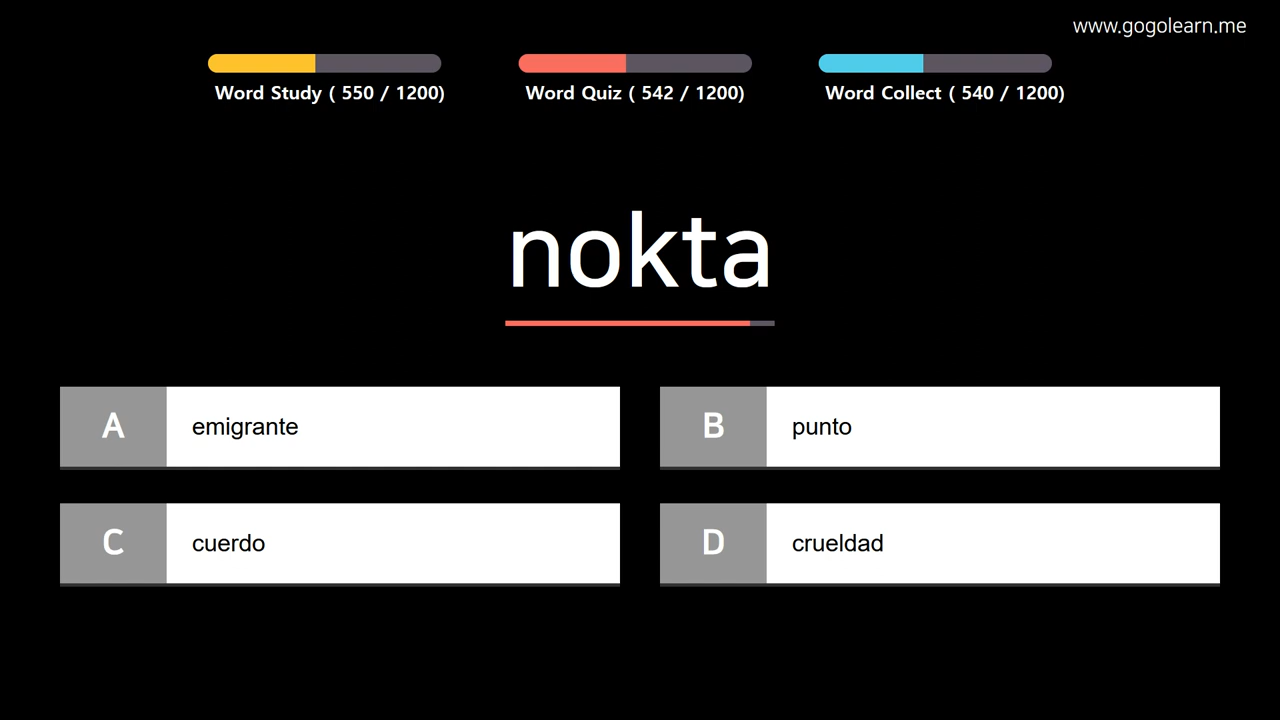 www.gogolearn.me
Word Study ( 550 / 1200)
Word Quiz ( 542 / 1200)
Word Collect ( 540 / 1200)
nokta
A emigrante
B punto
C cuerdo
D crueldad